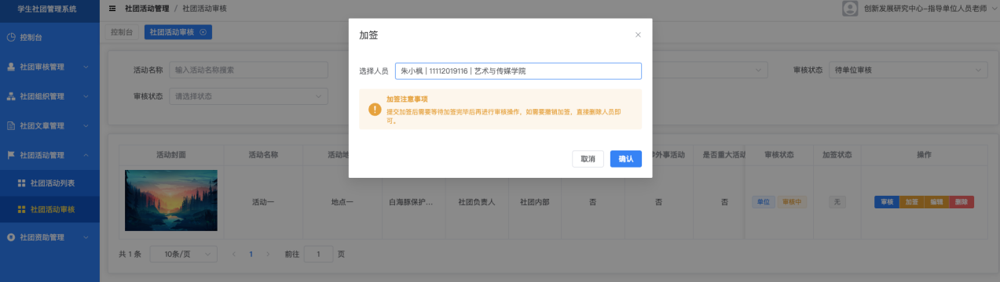 学生社团管理系统
社团活动管理 / 社团活动审核
创新发展研究中心-指导单位人员老师
控制台
社团审核管理
社团组织管理
社团文章管理
社团活动管理
社团活动列表
社团活动审核
社团资助管理
控制台 社团活动审核
活动名称 输入活动名称搜索
审核状态 待单位审核
审核状态 请选择状态
加签
选择人员 朱小枫 | 11112019116 | 艺术与传媒学院
加签注意事项
提交加签后需要等待加签完毕后再进行审核操作，如需要撤销加签，直接删除人员即
可。
取消 确认
活动封面 活动名称 活动地 外事活动 是否重大活动 审核状态 加签状态 操作
活动一 地点一 白海豚保护... 社团负责人 社团内部 否 否 否 单位 审核中 无 审核 加签 编辑 删除
共 1 条 10条/页 < 1 > 前往 1 页